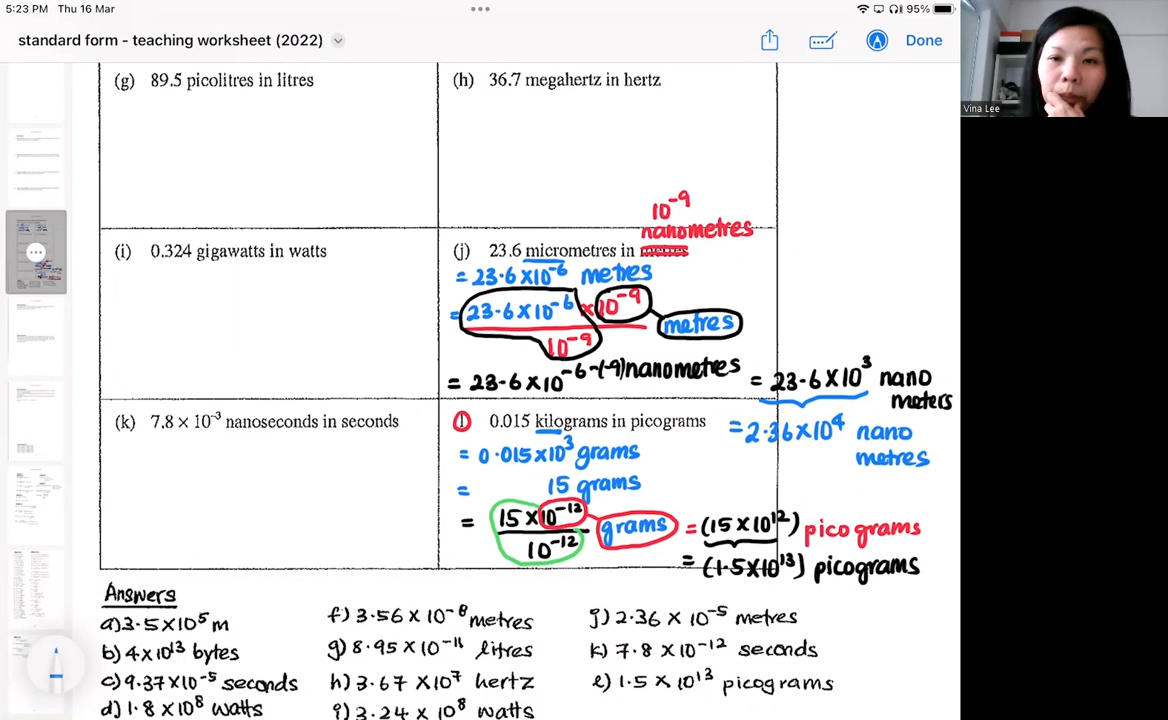 5:23 PM Thu 16 Mar
95%
standard form - teaching worksheet (2022)
Done
Vina Lee
(g) 89.5 picolitres in litres
(h) 36.7 megahertz in hertz
10⁻⁹
nanometres
(i) 0.324 gigawatts in watts
(j) 23.6 micrometres in metres
= 23.6 × 10⁻⁶ metres
= 23.6 × 10⁻⁶ × 10⁻⁹ metres
10⁻⁹
= 23.6 × 10⁻⁶⁻⁽⁻⁹⁾ nanometres
= 23.6 × 10³ nano
meters
= 2.36 × 10⁴ nano
metres
(k) 7.8 × 10⁻³ nanoseconds in seconds
(l) 0.015 kilograms in picograms
= 0.015 × 10³ grams
= 15 grams
= 15 × 10⁻¹² grams
10⁻¹²
= (15 × 10¹²) picograms
= (1.5 × 10¹³) picograms
Answers
a) 3.5 × 10⁵ m
b) 4 × 10¹³ bytes
c) 9.37 × 10⁻⁵ seconds
d) 1.8 × 10⁸ watts
f) 3.56 × 10⁻⁸ metres
g) 8.95 × 10⁻¹¹ litres
h) 3.67 × 10⁷ hertz
i) 3.24 × 10⁸ watts
j) 2.36 × 10⁻⁵ metres
k) 7.8 × 10⁻¹² seconds
l) 1.5 × 10¹³ picograms